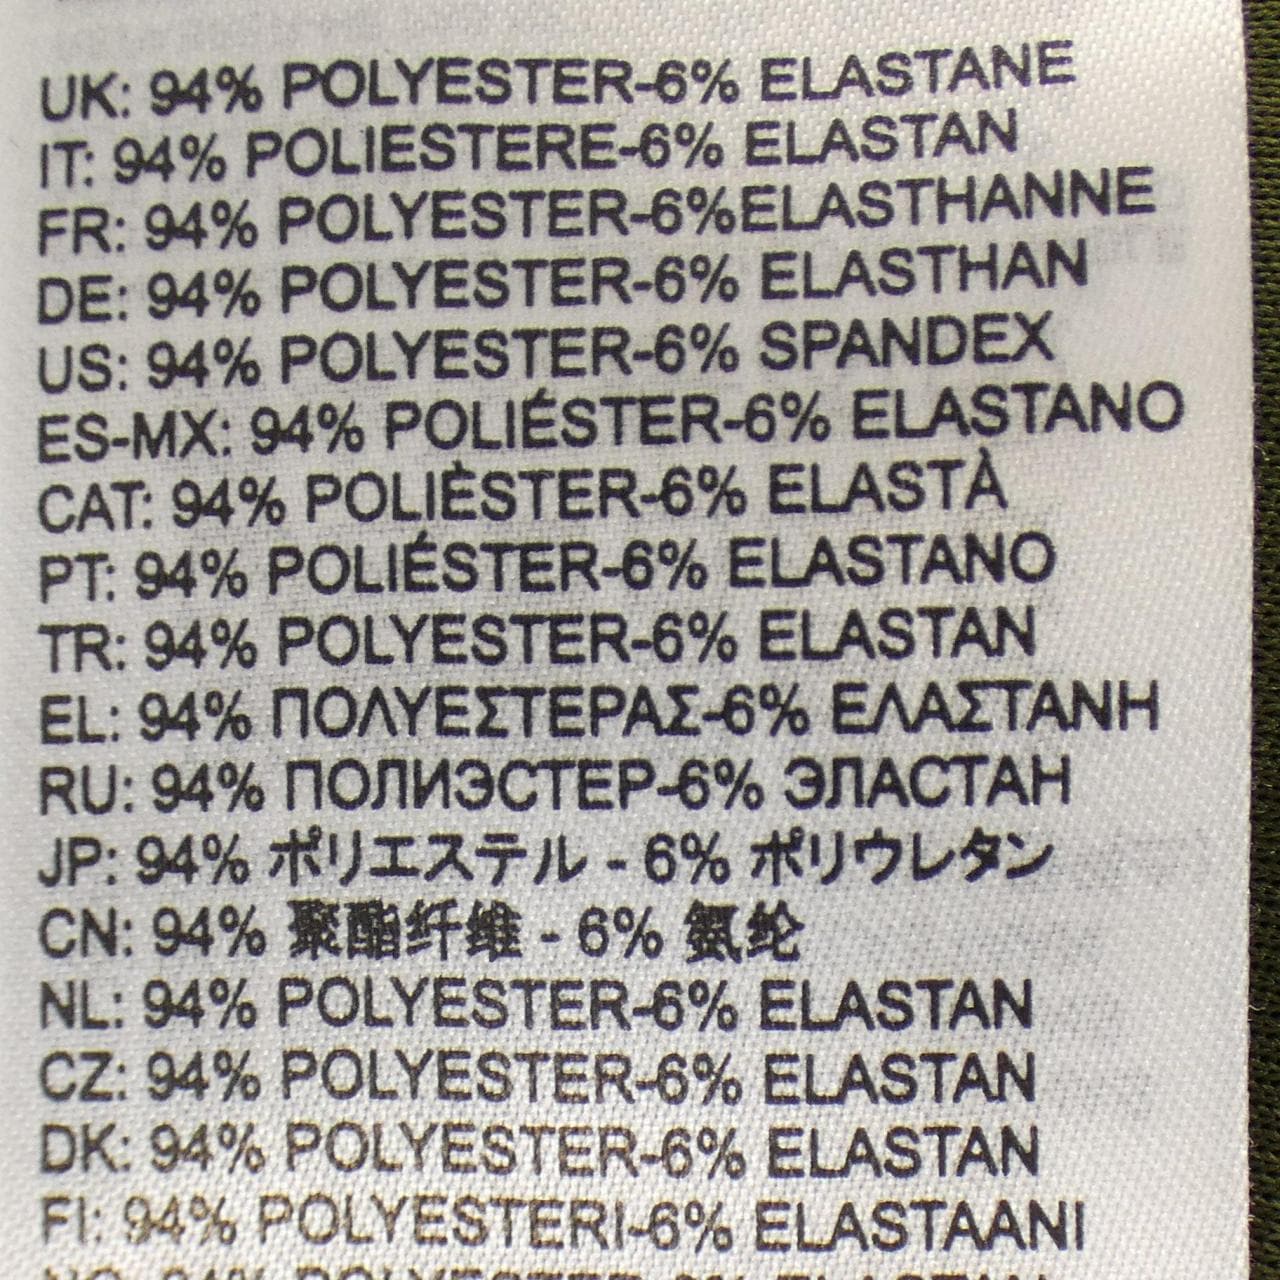 UK: 94% POLYESTER-6% ELASTANE
IT: 94% POLIESTERE-6% ELASTAN
FR: 94% POLYESTER-6%ELASTHANNE
DE: 94% POLYESTER-6% ELASTHAN
US: 94% POLYESTER-6% SPANDEX
ES-MX: 94% POLIÉSTER-6% ELASTANO
CAT: 94% POLIÈSTER-6% ELASTÀ
PT: 94% POLIÉSTER-6% ELASTANO
TR: 94% POLYESTER-6% ELASTAN
EL: 94% ΠΟΛΥΕΣΤΕΡΑΣ-6% ΕΛΑΣΤΑΝΗ
RU: 94% ПОЛИЭСТЕР-6% ЭЛАСТАН
JP: 94% ポリエステル - 6% ポリウレタン
CN: 94% 聚酯纤维 - 6% 氨纶
NL: 94% POLYESTER-6% ELASTAN
CZ: 94% POLYESTER-6% ELASTAN
DK: 94% POLYESTER-6% ELASTAN
FI: 94% POLYESTERI-6% ELASTAANI